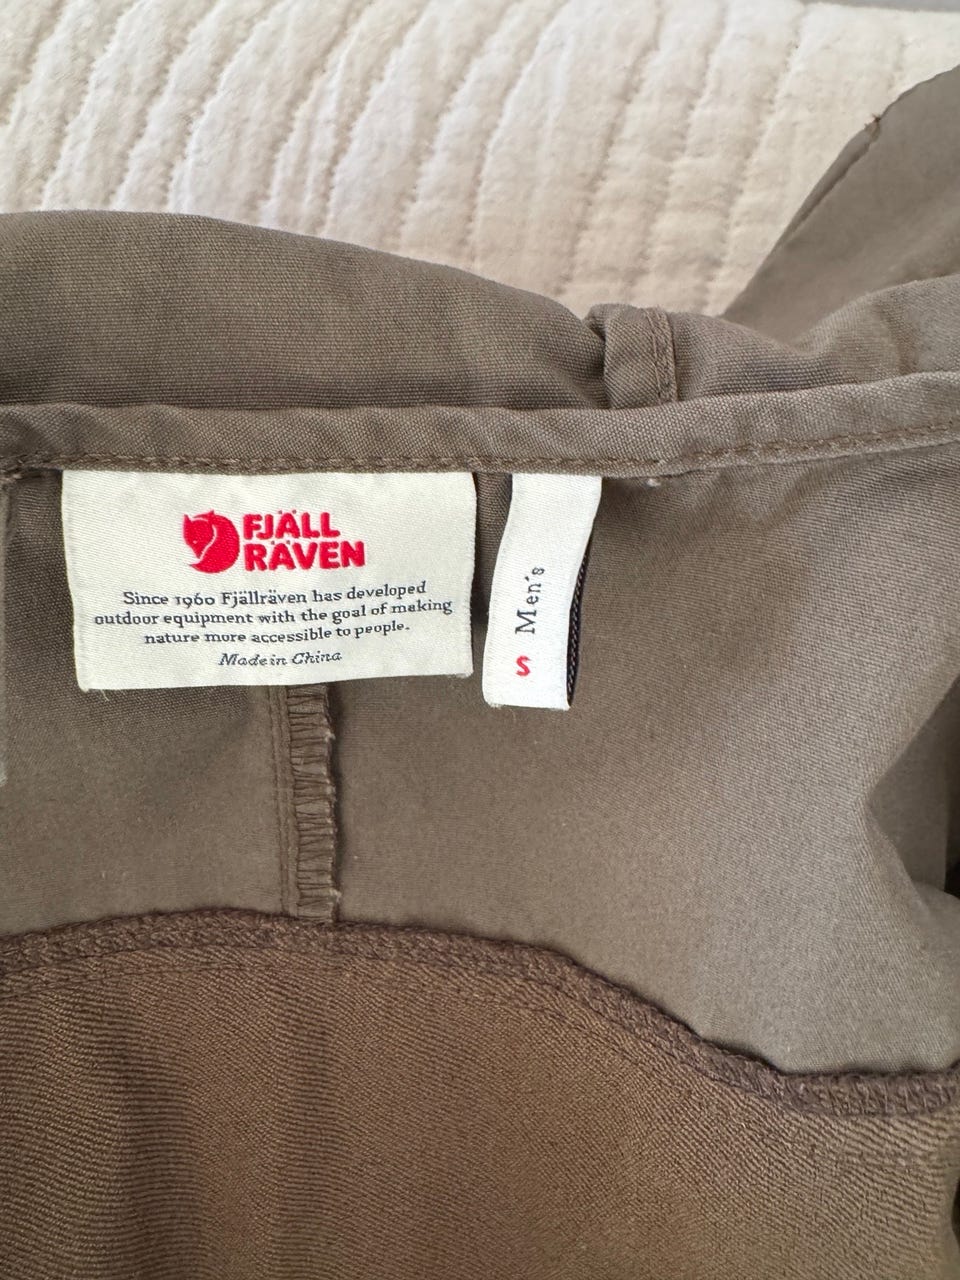 FJÄLL
RÄVEN
Since 1960 Fjällräven has developed
outdoor equipment with the goal of making
nature more accessible to people.
Made in China
Men's
S